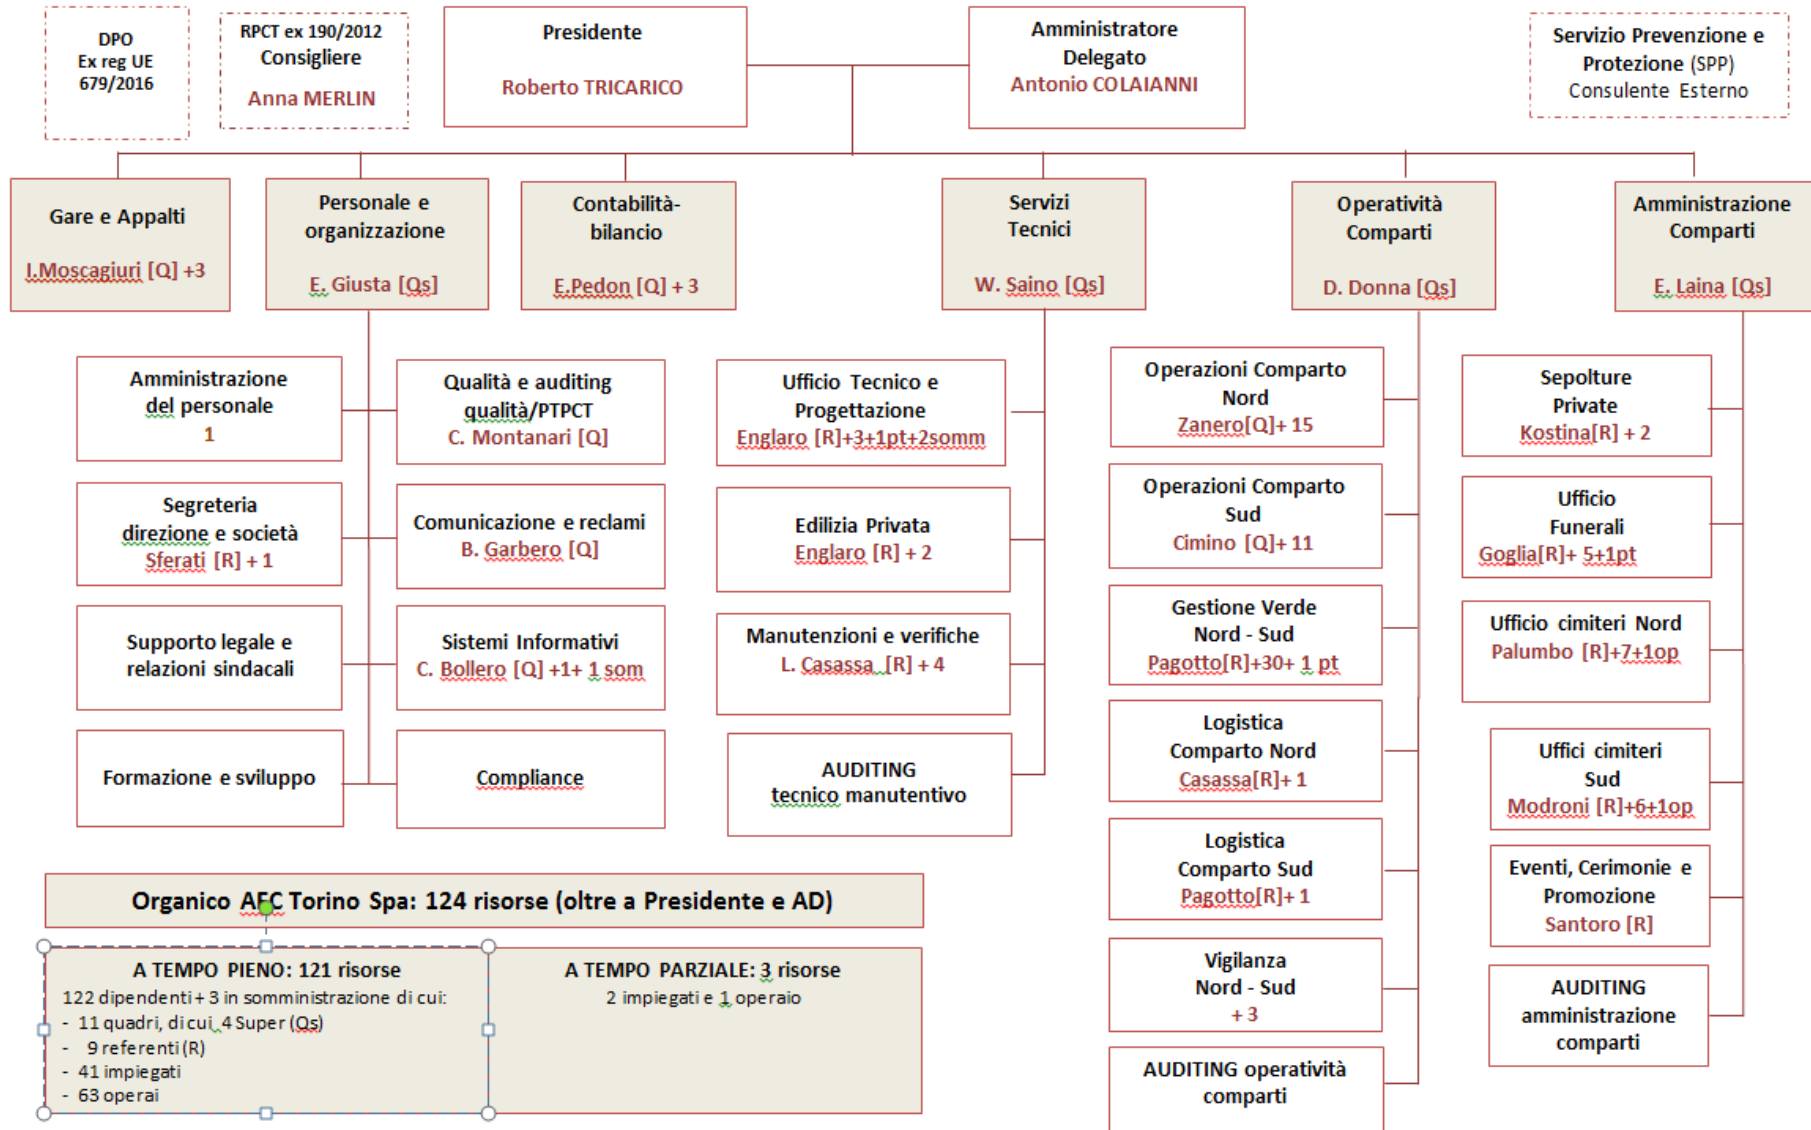 DPO
Ex reg UE
679/2016
RPCT ex 190/2012
Consigliere
Anna MERLIN
Presidente
Roberto TRICARICO
Amministratore
Delegato
Antonio COLAIANNI
Servizio Prevenzione e
Protezione (SPP)
Consulente Esterno
Gare e Appalti
I.Moscagiuri [Q] +3
Personale e
organizzazione
E. Giusta [Qs]
Contabilità-
bilancio
E.Pedon [Q] + 3
Servizi
Tecnici
W. Saino [Qs]
Operatività
Comparti
D. Donna [Qs]
Amministrazione
Comparti
E. Laina [Qs]
Amministrazione
del personale
1
Segreteria
direzione e società
Sferati [R] + 1
Supporto legale e
relazioni sindacali
Formazione e sviluppo
Qualità e auditing
qualità/PTPCT
C. Montanari [Q]
Comunicazione e reclami
B. Garbero [Q]
Sistemi Informativi
C. Bollero [Q] +1+ 1 som
Compliance
Ufficio Tecnico e
Progettazione
Englaro [R]+3+1pt+2somm
Edilizia Privata
Englaro [R] + 2
Manutenzioni e verifiche
L. Casassa [R] + 4
AUDITING
tecnico manutentivo
Operazioni Comparto
Nord
Zanero[Q]+ 15
Operazioni Comparto
Sud
Cimino [Q]+ 11
Gestione Verde
Nord - Sud
Pagotto[R]+30+ 1 pt
Logistica
Comparto Nord
Casassa[R]+ 1
Logistica
Comparto Sud
Pagotto[R]+ 1
Vigilanza
Nord - Sud
+ 3
AUDITING operatività
comparti
Sepolture
Private
Kostina[R] + 2
Ufficio
Funerali
Goglia[R]+ 5+1pt
Ufficio cimiteri Nord
Palumbo [R]+7+1op
Uffici cimiteri
Sud
Modroni [R]+6+1op
Eventi, Cerimonie e
Promozione
Santoro [R]
AUDITING
amministrazione
comparti
Organico AFC Torino Spa: 124 risorse (oltre a Presidente e AD)
A TEMPO PIENO: 121 risorse
122 dipendenti + 3 in somministrazione di cui:
- 11 quadri, di cui 4 Super (Qs)
- 9 referenti (R)
- 41 impiegati
- 63 operai
A TEMPO PARZIALE: 3 risorse
2 impiegati e 1 operaio